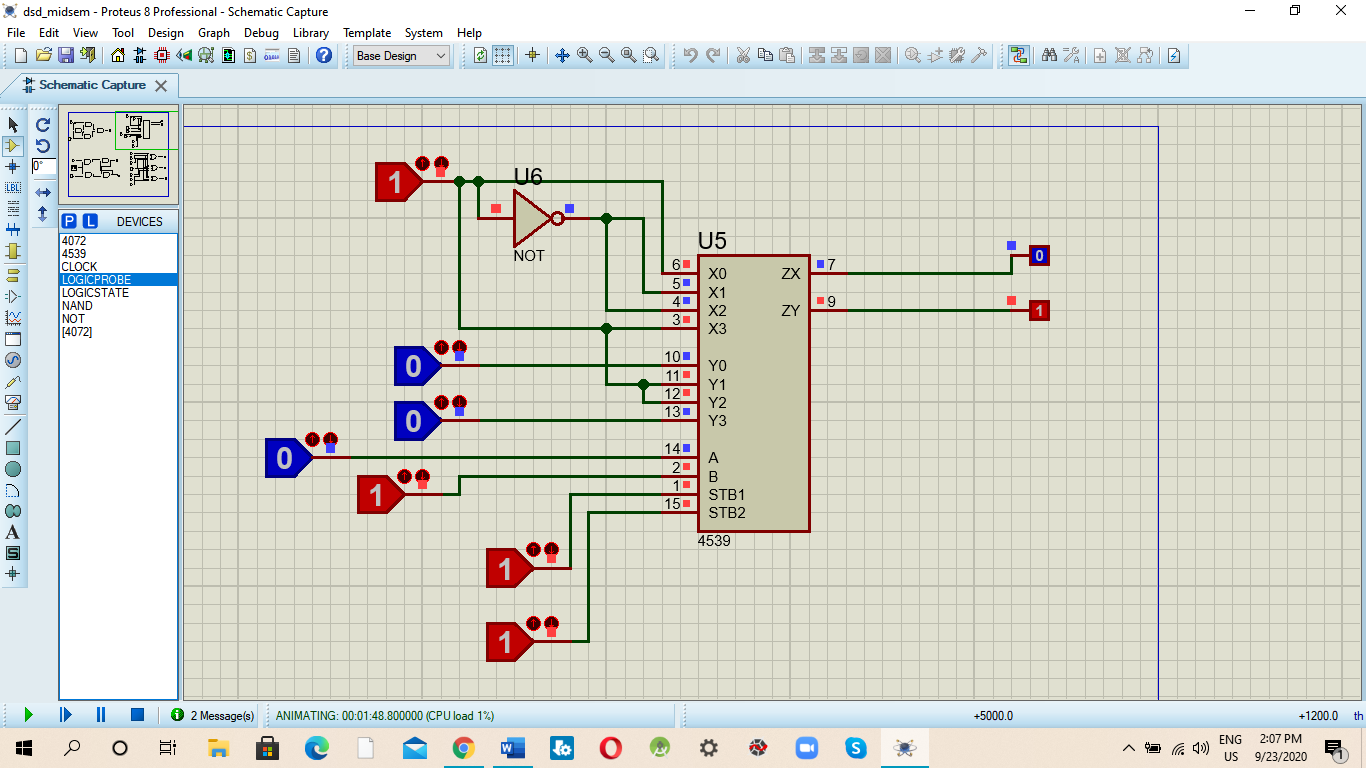 dsd_midsem - Proteus 8 Professional - Schematic Capture
File Edit View Tool Design Graph Debug Library Template System Help
Base Design
Schematic Capture
0°
LBL
P L DEVICES
4072
4539
CLOCK
LOGICPROBE
LOGICSTATE
NAND
NOT
[4072]
A
S
1
U6
NOT
U5
6 X0 ZX 7 0
5 X1
4 X2 ZY 9 1
3 X3
0 10 Y0
11 Y1
12 Y2
0 13 Y3
0 14 A
1 2 B
1 STB1
15 STB2
4539
1
1
2 Message(s) ANIMATING: 00:01:48.800000 (CPU load 1%) +5000.0 +1200.0 th
ENG 2:07 PM
US 9/23/2020
1